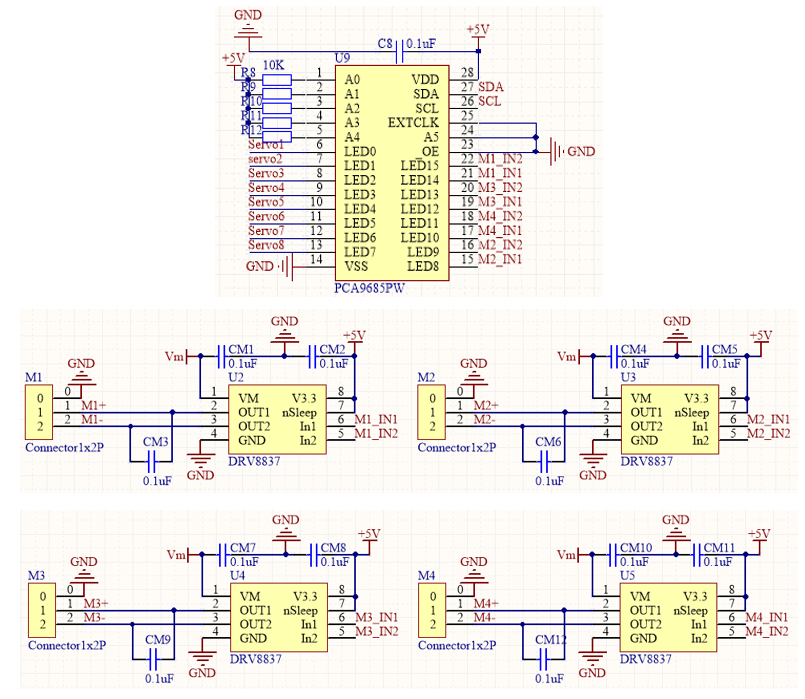 GND
+5V
C8 0.1uF
+5V
U9
R8 10K
R9
R10
R11
R12
1 A0 VDD 28
2 A1 SDA 27 SDA
3 A2 SCL 26 SCL
4 A3 EXTCLK 25
5 A4 A5 24
Servo1 6 LED0 OE 23 GND
servo2 7 LED1 LED15 22 M1_IN2
Servo3 8 LED2 LED14 21 M1_IN1
Servo4 9 LED3 LED13 20 M3_IN2
Servo5 10 LED4 LED12 19 M3_IN1
Servo6 11 LED5 LED11 18 M4_IN2
Servo7 12 LED6 LED10 17 M4_IN1
Servo8 13 LED7 LED9 16 M2_IN2
GND 14 VSS LED8 15 M2_IN1
PCA9685PW
GND
+5V
Vm CM1 CM2
0.1uF 0.1uF
GND
M1 U2
0 0 1 VM V3.3 8
1 1 M1+ 2 OUT1 nSleep 7
2 M1- 3 OUT2 In1 6 M1_IN1
4 GND In2 5 M1_IN2
Connector1x2P
CM3
0.1uF
GND
DRV8837
GND
+5V
Vm CM4 CM5
0.1uF 0.1uF
GND
M2 U3
0 0 1 VM V3.3 8
1 1 M2+ 2 OUT1 nSleep 7
2 M2- 3 OUT2 In1 6 M2_IN1
4 GND In2 5 M2_IN2
Connector1x2P
CM6
0.1uF
GND
DRV8837
GND
+5V
Vm CM7 CM8
0.1uF 0.1uF
GND
M3 U4
0 0 1 VM V3.3 8
1 1 M3+ 2 OUT1 nSleep 7
2 2 M3- 3 OUT2 In1 6 M3_IN1
4 GND In2 5 M3_IN2
Connector1x2P
CM9
0.1uF
GND
DRV8837
GND
+5V
Vm CM10 CM11
0.1uF 0.1uF
GND
M4 U5
0 0 1 VM V3.3 8
1 1 M4+ 2 OUT1 nSleep 7
2 2 M4- 3 OUT2 In1 6 M4_IN1
4 GND In2 5 M4_IN2
Connector1x2P
CM12
0.1uF
GND
DRV8837